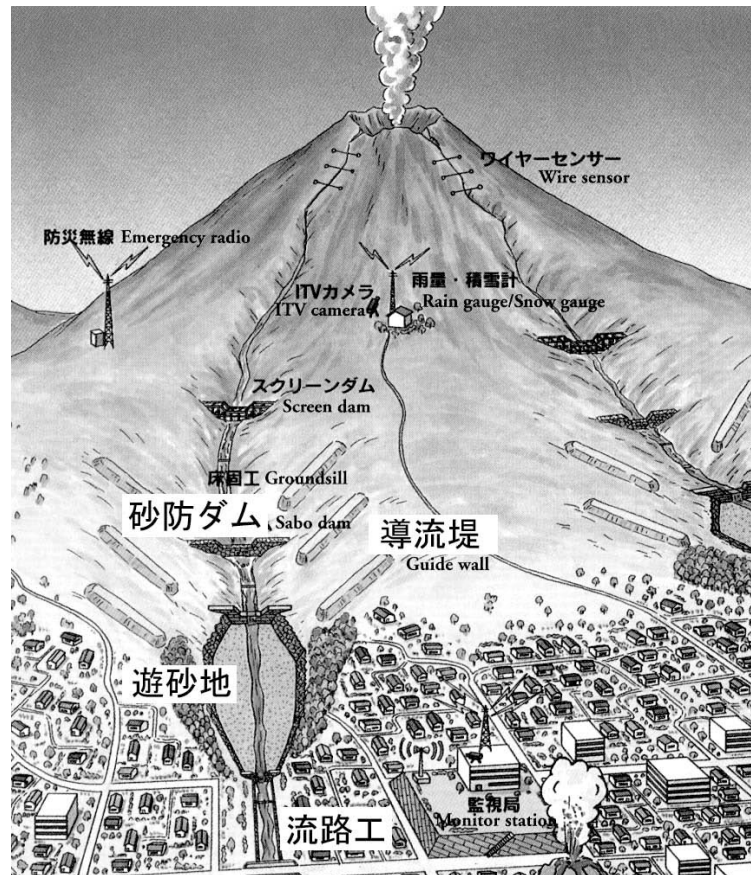 ワイヤーセンサー
Wire sensor
防災無線 Emergency radio
ITVカメラ
ITV camera
雨量・積雪計
Rain gauge/Snow gauge
スクリーンダム
Screen dam
床固工 Groundsill
砂防ダム Sabo dam
導流堤
Guide wall
遊砂地
監視局
Monitor station
流路工